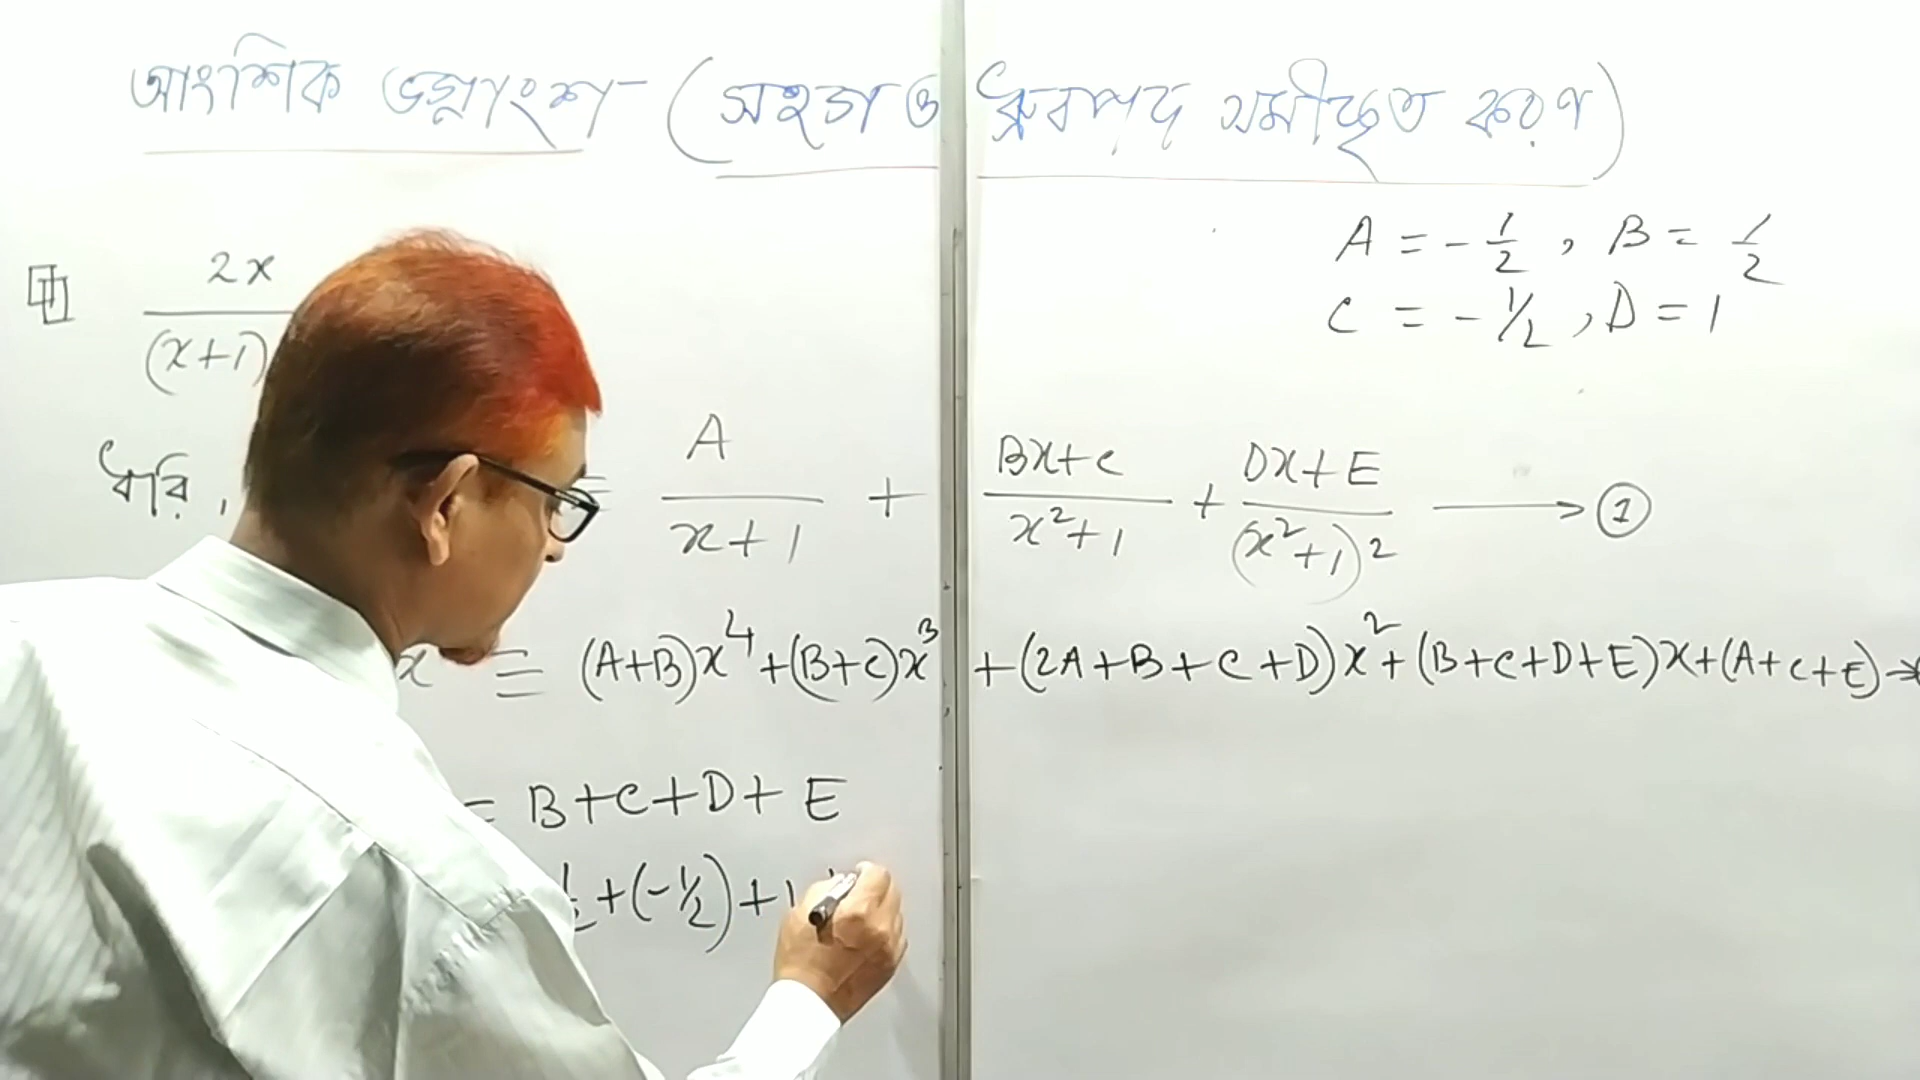 আংশিক ভগ্নাংশ (সহগ ও ধ্রুবপদ সমীকৃত করণ)
A = -1/2 , B = 1/2
C = -1/2 , D = 1
2x
(x+1)
ধরি, ≡ A/(x+1) + (Bx+C)/(x²+1) + (Dx+E)/(x²+1)² ⟶ ①
x ≡ (A+B)x⁴+(B+C)x³ +(2A+B+C+D)x²+(B+C+D+E)x+(A+C+E)→
= B+C+D+E
+(-1/2)+1